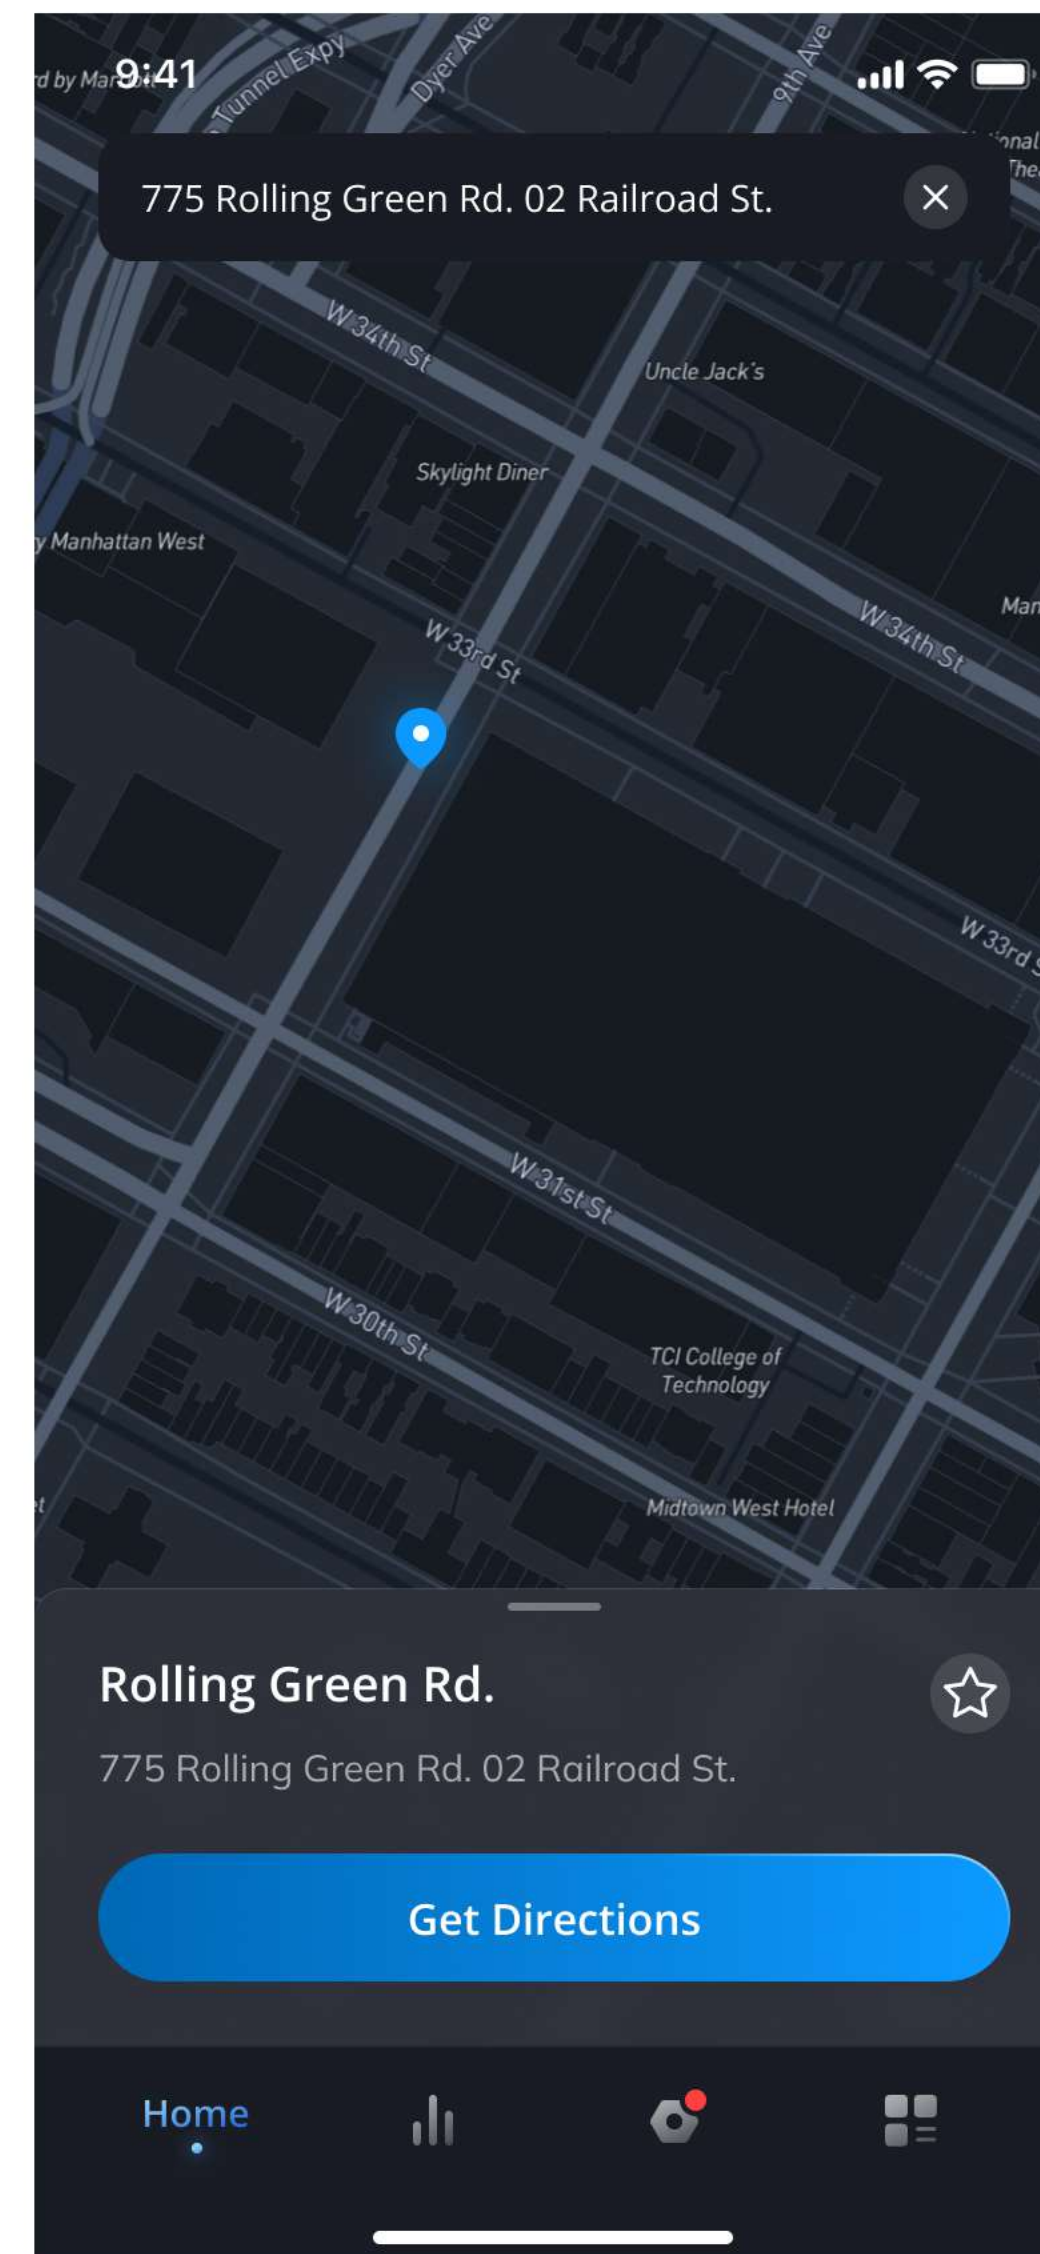 9:41
d by Marriott
Tunnel Expy
Dyer Ave
9th Ave
775 Rolling Green Rd. 02 Railroad St.
W 34th St
Uncle Jack's
Skylight Diner
y Manhattan West
W 34th St
W 33rd St
W 33rd S
W 31st St
W 30th St
TCI College of
Technology
Midtown West Hotel
Rolling Green Rd.
775 Rolling Green Rd. 02 Railroad St.
Get Directions
Home